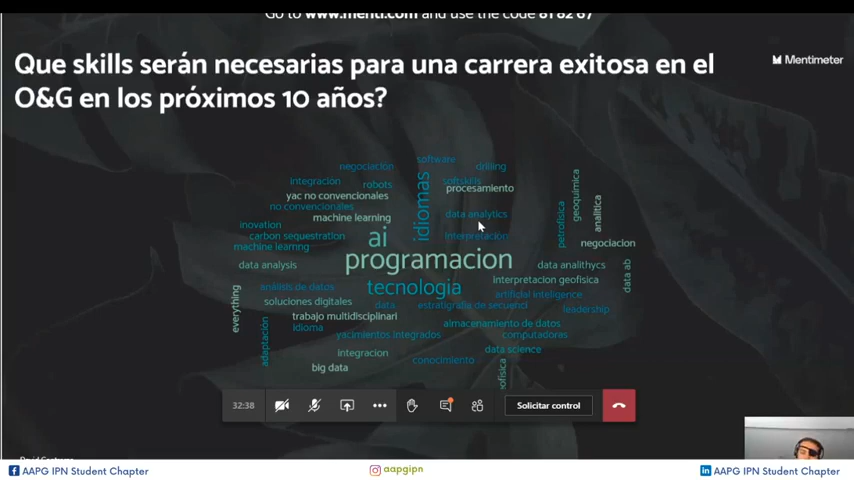 Go to www.menti.com and use the code 81 82 67
Que skills serán necesarias para una carrera exitosa en el
O&G en los próximos 10 años?
Mentimeter
software
negociación
drilling
integracion
robots
softskills
procesamiento
yac no convencionales
no convencionales
idiomas
machine learning
data analytics
geoquimica
analitica
petrofisica
inovation
carbon sequestration
ai
interpretacion
negociacion
machine learnng
programacion
data analysis
data analithycs
interpretacion geofisica
data ab
análisis de datos
tecnologia
artificial inteligence
everything
soluciones digitales
data
estratigrafia de secuenci
leadership
trabajo multidisciplinari
idioma
almacenamiento de datos
adaptación
yacimientos integrados
computadoras
integracion
data science
conocimiento
big data
32:38
Solicitar control
AAPG IPN Student Chapter
aapgipn
AAPG IPN Student Chapter